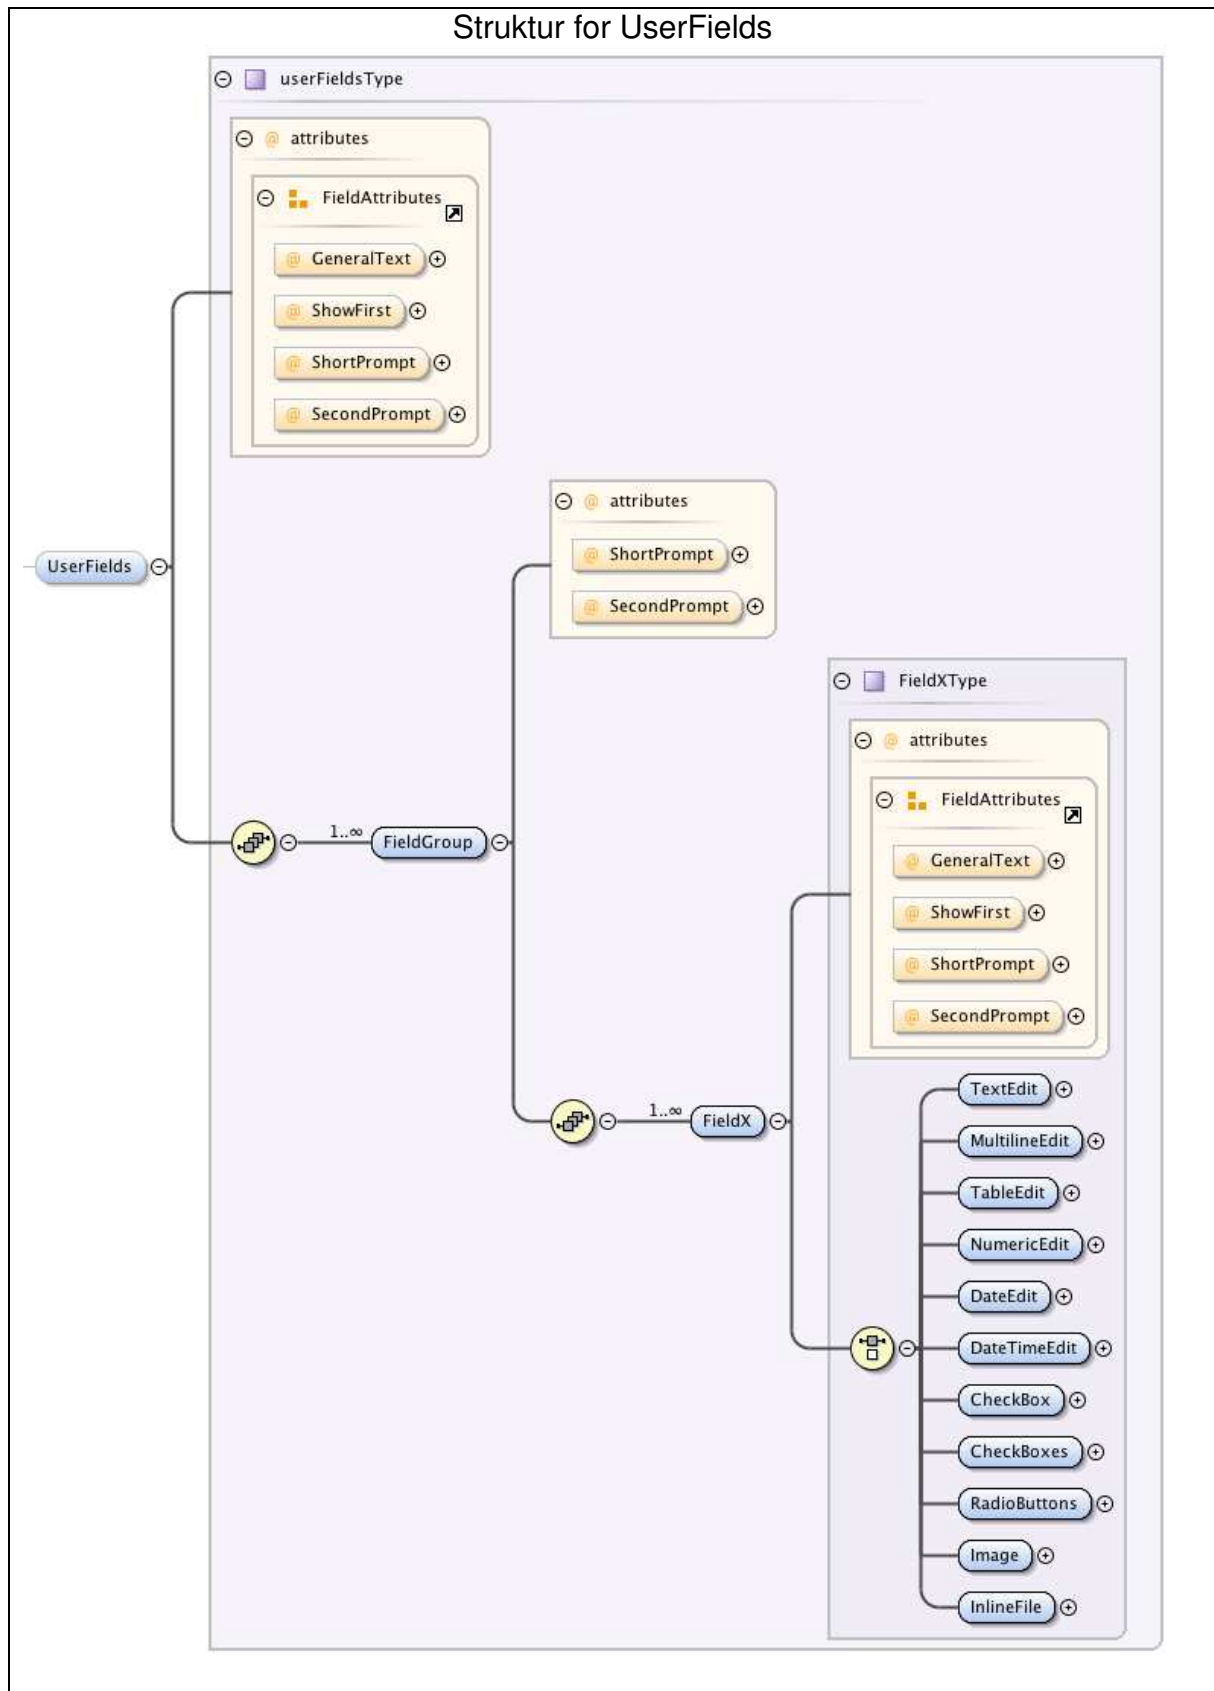 Struktur for UserFields
userFieldsType
@ attributes
FieldAttributes
@ GeneralText
@ ShowFirst
@ ShortPrompt
@ SecondPrompt
@ attributes
@ ShortPrompt
@ SecondPrompt
UserFields
FieldXType
@ attributes
FieldAttributes
@ GeneralText
@ ShowFirst
@ ShortPrompt
@ SecondPrompt
1..∞ FieldGroup
1..∞ FieldX
TextEdit
MultilineEdit
TableEdit
NumericEdit
DateEdit
DateTimeEdit
CheckBox
CheckBoxes
RadioButtons
Image
InlineFile